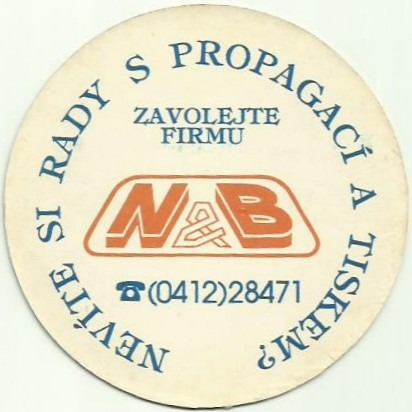 NEVÍTE SI RADY S PROPAGACÍ A TISKEM?
ZAVOLEJTE
FIRMU
N&B
☎(0412)28471